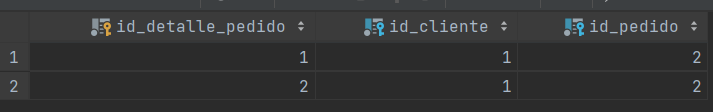 id_detalle_pedido id_cliente id_pedido
1 1 1 2
2 2 1 2